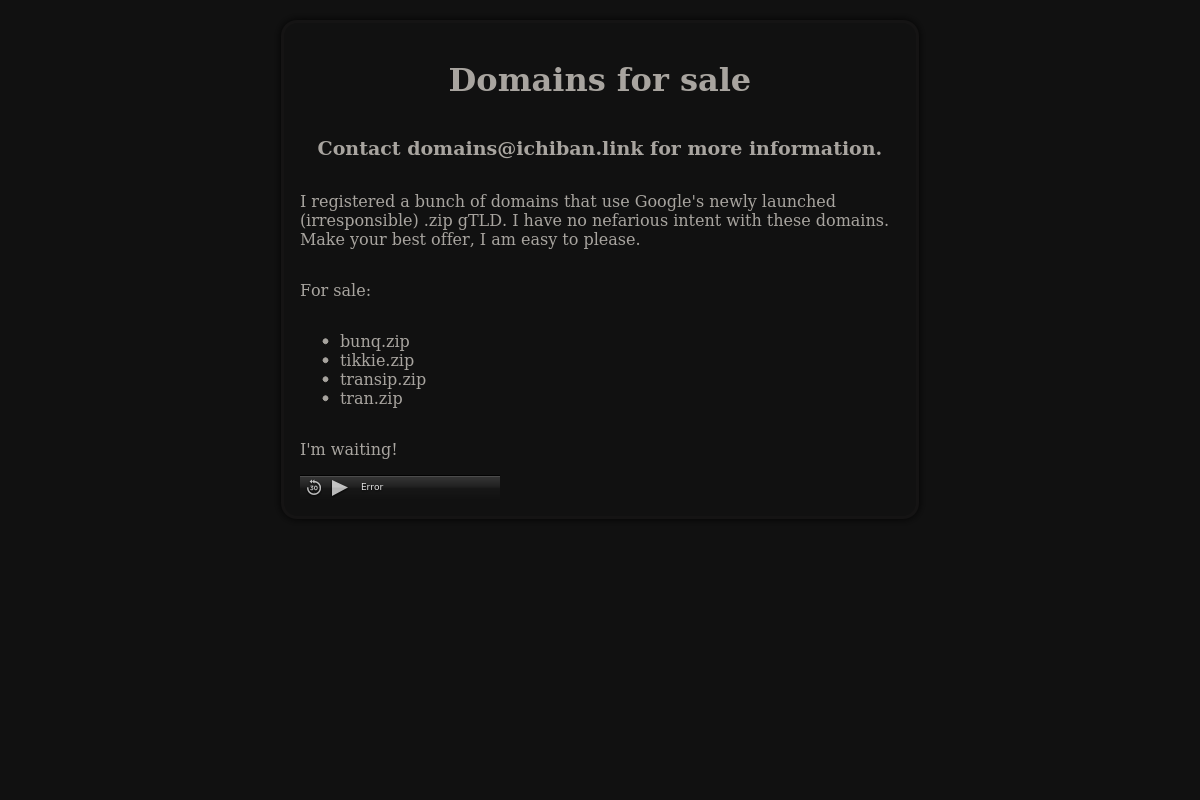 Domains for sale
Contact domains@ichiban.link for more information.
I registered a bunch of domains that use Google's newly launched
(irresponsible) .zip gTLD. I have no nefarious intent with these domains.
Make your best offer, I am easy to please.
For sale:
• bunq.zip
• tikkie.zip
• transip.zip
• tran.zip
I'm waiting!
30 Error